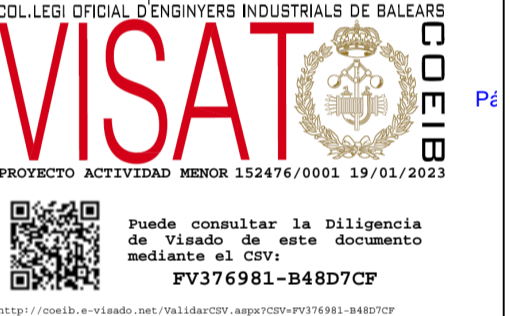 COL.LEGI OFICIAL D'ENGINYERS INDUSTRIALS DE BALEARS
VISAT
COEIB
PROYECTO ACTIVIDAD MENOR 152476/0001 19/01/2023
Puede consultar la Diligencia
de Visado de este documento
mediante el CSV:
FV376981-B48D7CF
http://coeib.e-visado.net/ValidarCSV.aspx?CSV=FV376981-B48D7CF